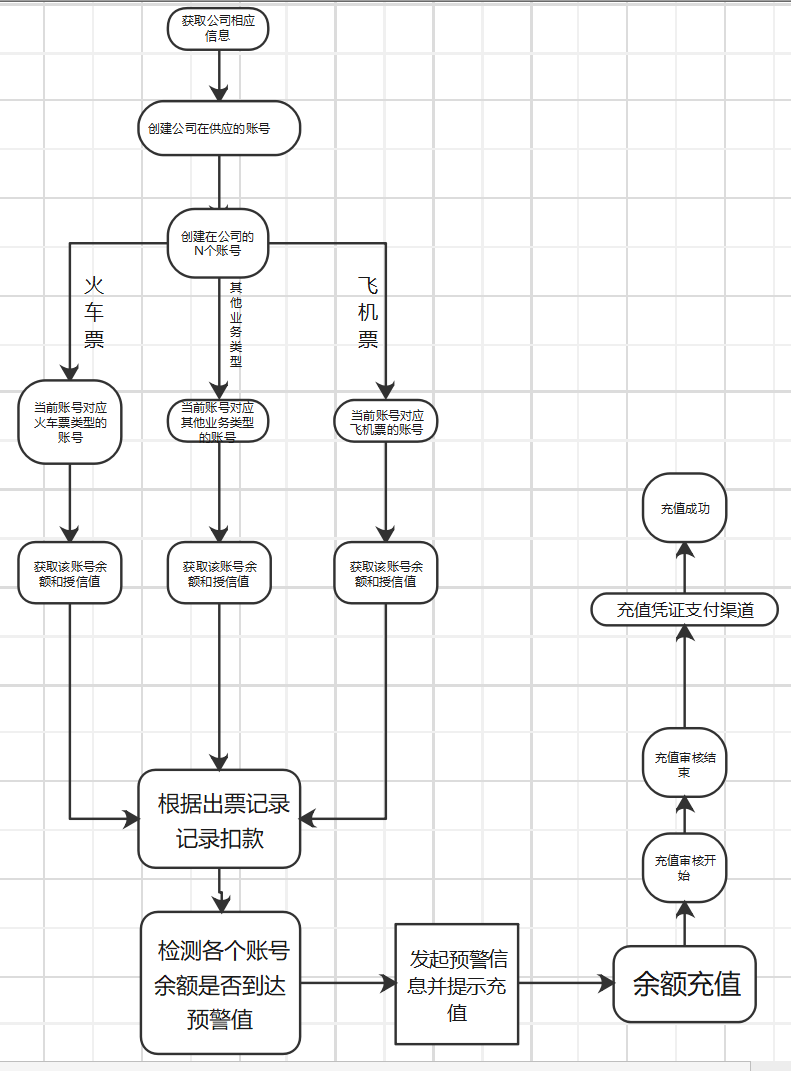 获取公司相应
信息
创建公司在供应的账号
创建在公司的
N个账号
火
车
票
其
他
业
务
类
型
飞
机
票
当前账号对应
火车票类型的
账号
当前账号对应
其他业务类型
的账号
当前账号对应
飞机票的账号
获取该账号余
额和授信值
获取该账号余
额和授信值
获取该账号余
额和授信值
根据出票记录
记录扣款
检测各个账号
余额是否到达
预警值
发起预警信
息并提示充
值
余额充值
充值审核开
始
充值审核结
束
充值凭证支付渠道
充值成功